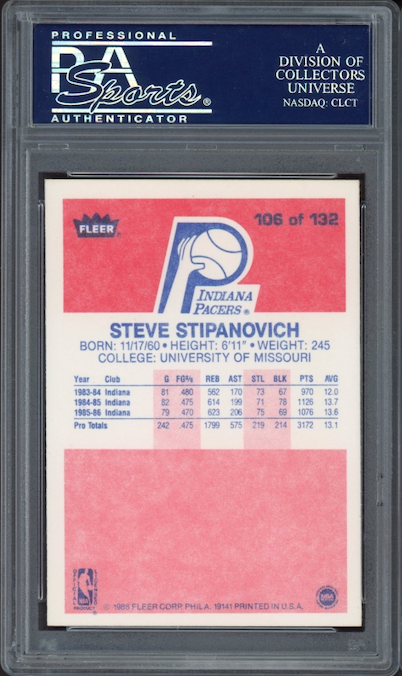 PROFESSIONAL
PSA
Sports®
AUTHENTICATOR
A
DIVISION OF
COLLECTORS
UNIVERSE
NASDAQ: CLCT
FLEER®
106 of 132
INDIANA
PACERS®
STEVE STIPANOVICH
BORN: 11/17/60 • HEIGHT: 6'11" • WEIGHT: 245
COLLEGE: UNIVERSITY OF MISSOURI
Year Club G FG% REB AST STL BLK PTS AVG
1983-84 Indiana 81 .480 562 170 73 67 970 12.0
1984-85 Indiana 82 .475 614 199 71 78 1126 13.7
1985-86 Indiana 79 .470 623 206 75 69 1076 13.6
Pro Totals 242 .475 1799 575 219 214 3172 13.1
NBA
© 1986 FLEER CORP. PHILA. 19141 PRINTED IN U.S.A.